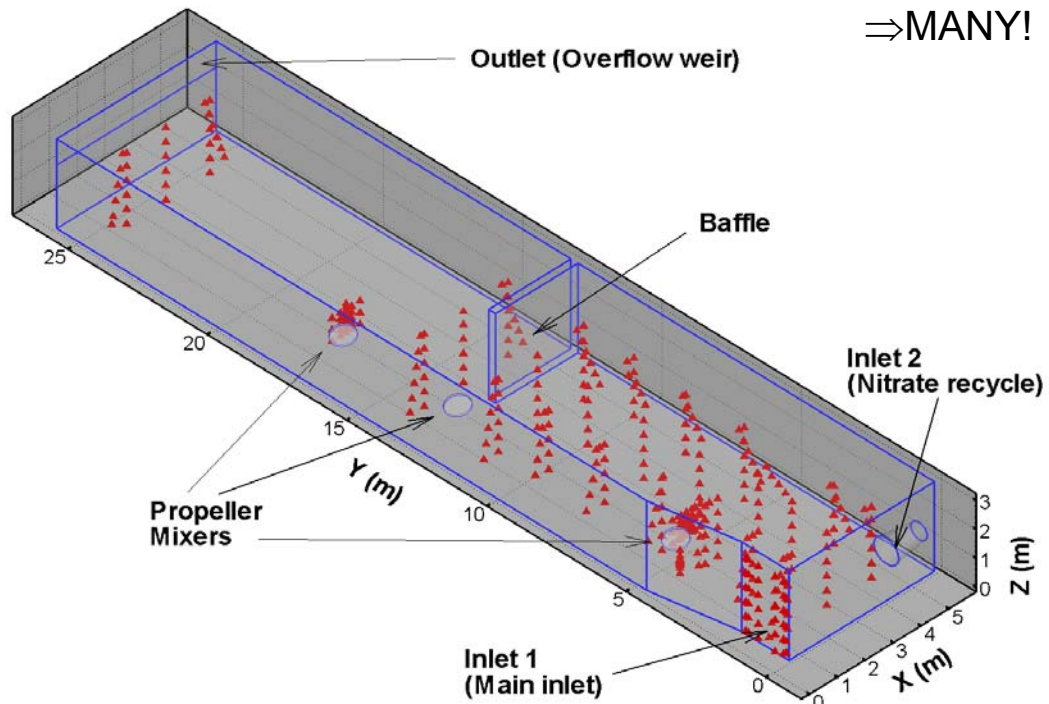 ⇒MANY!
Outlet (Overflow weir)
Baffle
Inlet 2
(Nitrate recycle)
Propeller
Mixers
Inlet 1
(Main inlet)
25
20
15
10
5
0
Y (m)
0
1
2
3
4
5
X (m)
3
2
1
0
Z (m)